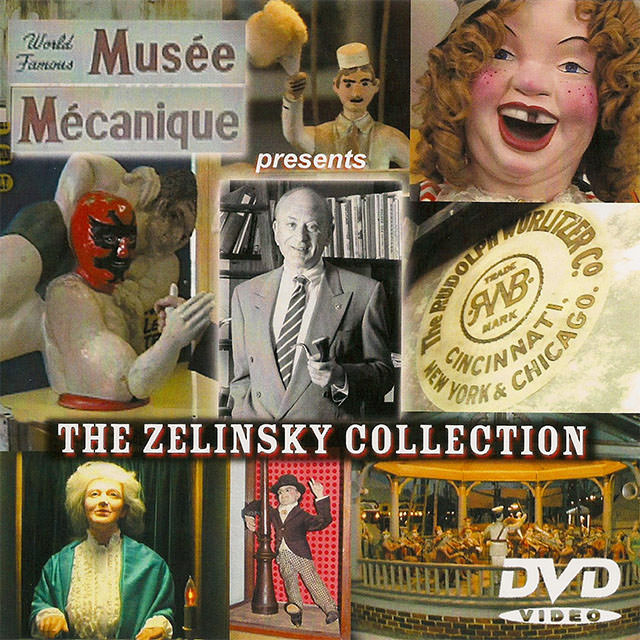 World
Famous
Musée
Mécanique
presents
The RUDOLPH WURLITZER Co.
TRADE
RWB
MARK
CINCINNATI,
NEW YORK & CHICAGO.
THE ZELINSKY COLLECTION
DVD
VIDEO